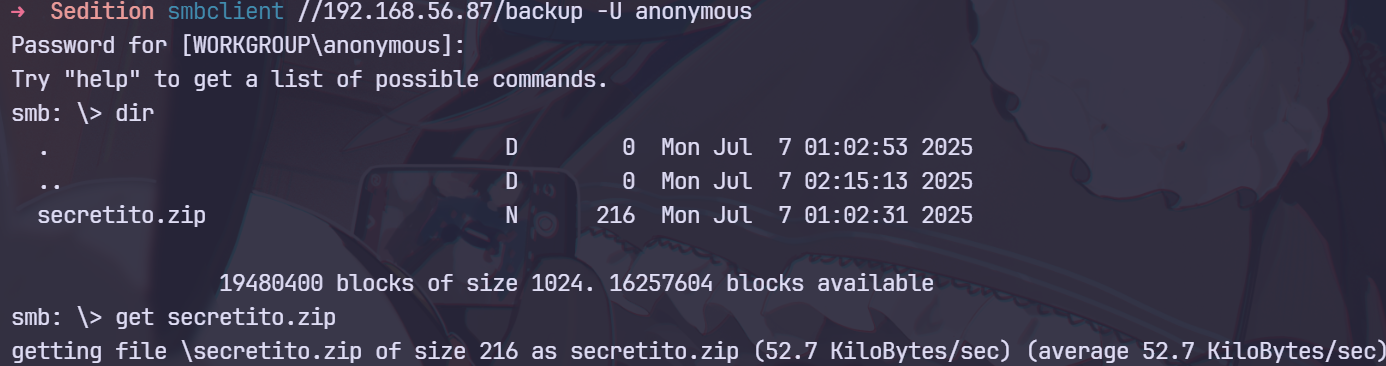 →  Sedition smbclient //192.168.56.87/backup -U anonymous
Password for [WORKGROUP\anonymous]:
Try "help" to get a list of possible commands.
smb: \> dir
  .                                   D        0  Mon Jul  7 01:02:53 2025
  ..                                  D        0  Mon Jul  7 02:15:13 2025
  secretito.zip                       N      216  Mon Jul  7 01:02:31 2025
                19480400 blocks of size 1024. 16257604 blocks available
smb: \> get secretito.zip
getting file \secretito.zip of size 216 as secretito.zip (52.7 KiloBytes/sec) (average 52.7 KiloBytes/sec)